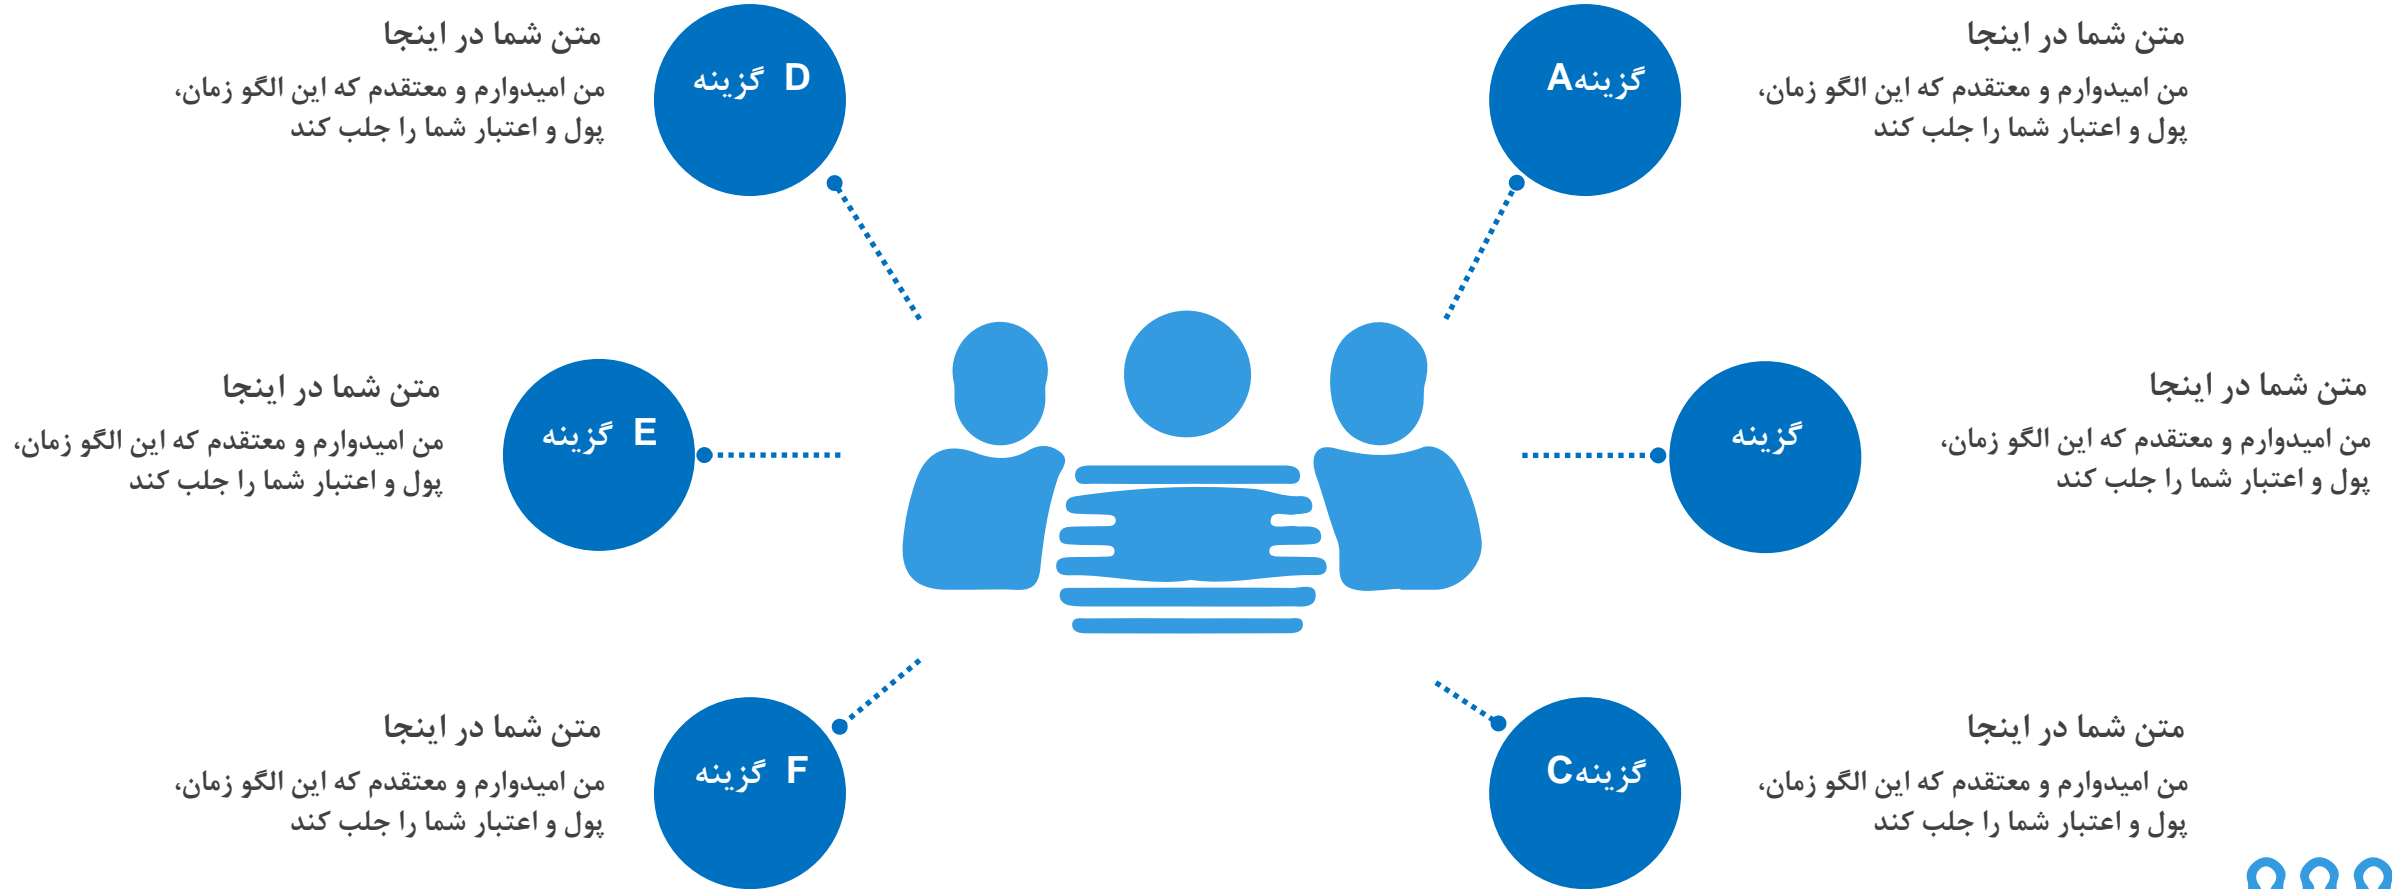 گزینهA
متن شما در اینجا
من امیدوارم و معتقدم که این الگو زمان،
پول و اعتبار شما را جلب کند
گزینه
متن شما در اینجا
من امیدوارم و معتقدم که این الگو زمان،
پول و اعتبار شما را جلب کند
گزینهC
متن شما در اینجا
من امیدوارم و معتقدم که این الگو زمان،
پول و اعتبار شما را جلب کند
D گزینه
متن شما در اینجا
من امیدوارم و معتقدم که این الگو زمان،
پول و اعتبار شما را جلب کند
E گزینه
متن شما در اینجا
من امیدوارم و معتقدم که این الگو زمان،
پول و اعتبار شما را جلب کند
F گزینه
متن شما در اینجا
من امیدوارم و معتقدم که این الگو زمان،
پول و اعتبار شما را جلب کند